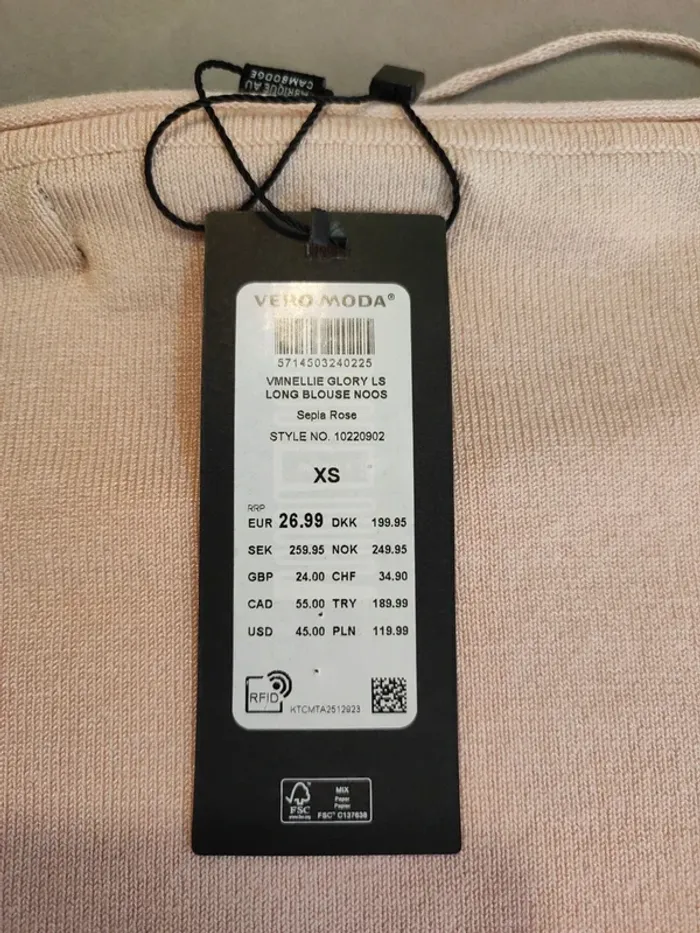 FABRIQUE AU
CAMBODGE
VERO MODA®
5714503240225
VMNELLIE GLORY LS
LONG BLOUSE NOOS
Sepia Rose
STYLE NO. 10220902
XS
RRP
EUR 26.99 DKK 199.95
SEK 259.95 NOK 249.95
GBP 24.00 CHF 34.90
CAD 55.00 TRY 189.99
USD 45.00 PLN 119.99
RFID
KTCMTA2512923
FSC
www.fsc.org
MIX
Paper
Papier
FSC® C137638